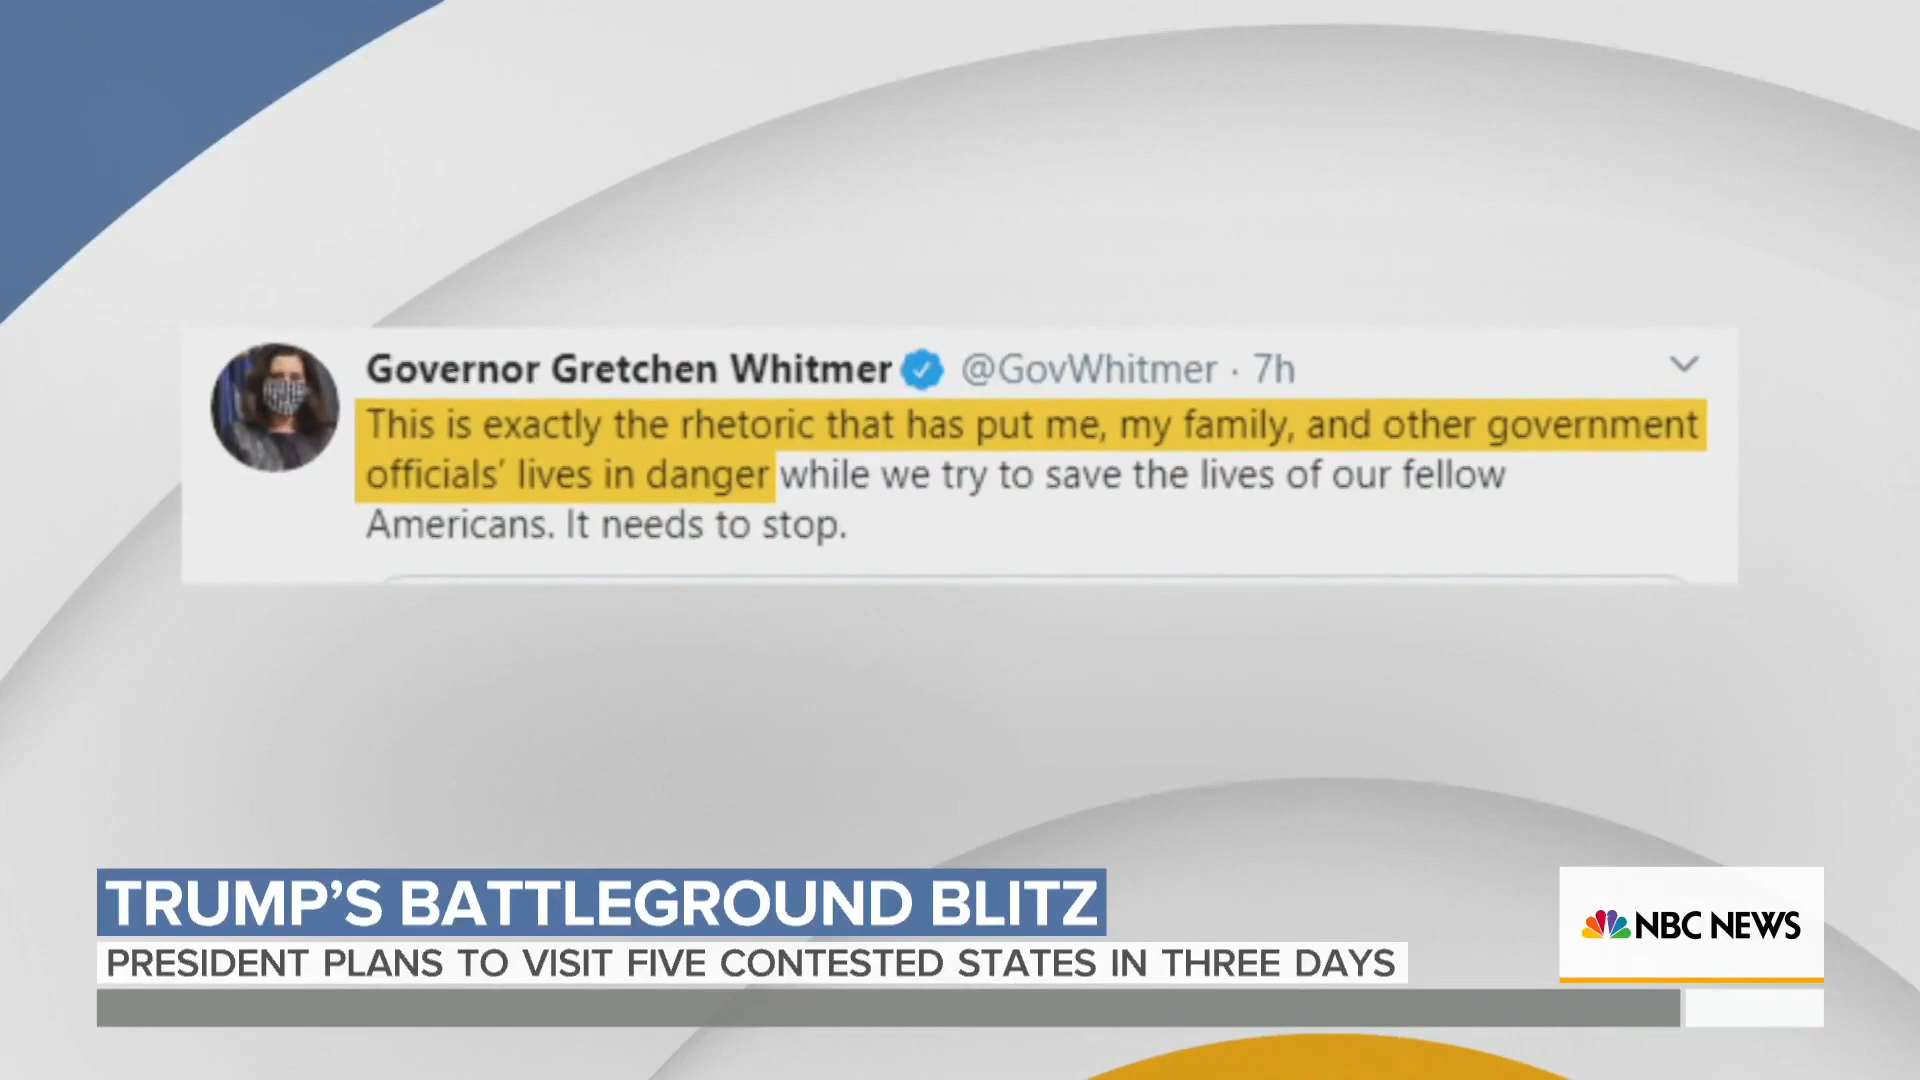 Governor Gretchen Whitmer @GovWhitmer · 7h
This is exactly the rhetoric that has put me, my family, and other government
officials’ lives in danger while we try to save the lives of our fellow
Americans. It needs to stop.
TRUMP’S BATTLEGROUND BLITZ
PRESIDENT PLANS TO VISIT FIVE CONTESTED STATES IN THREE DAYS
NBC NEWS